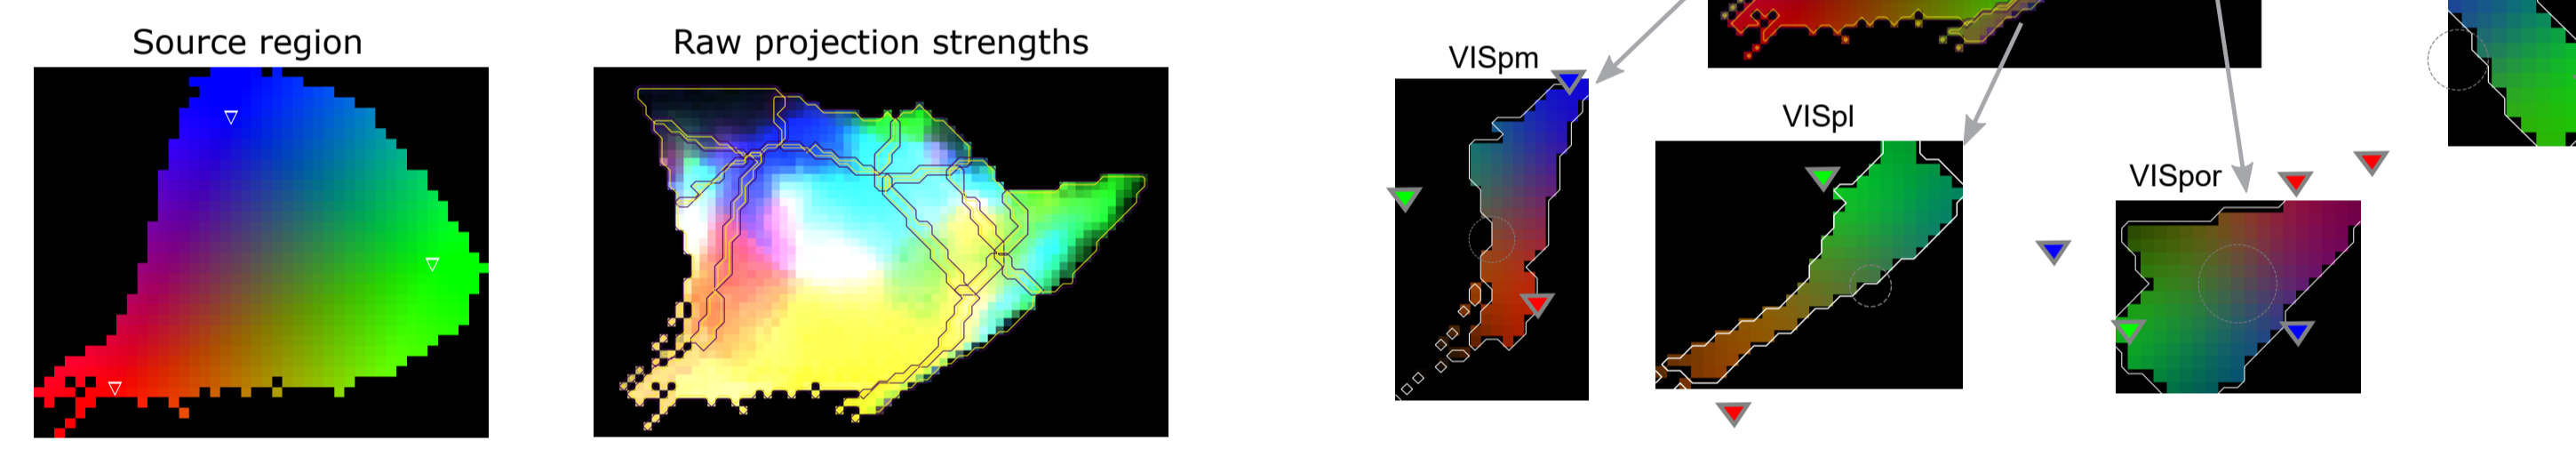 Source region
Raw projection strengths
VISpm
VISpl
VISpor